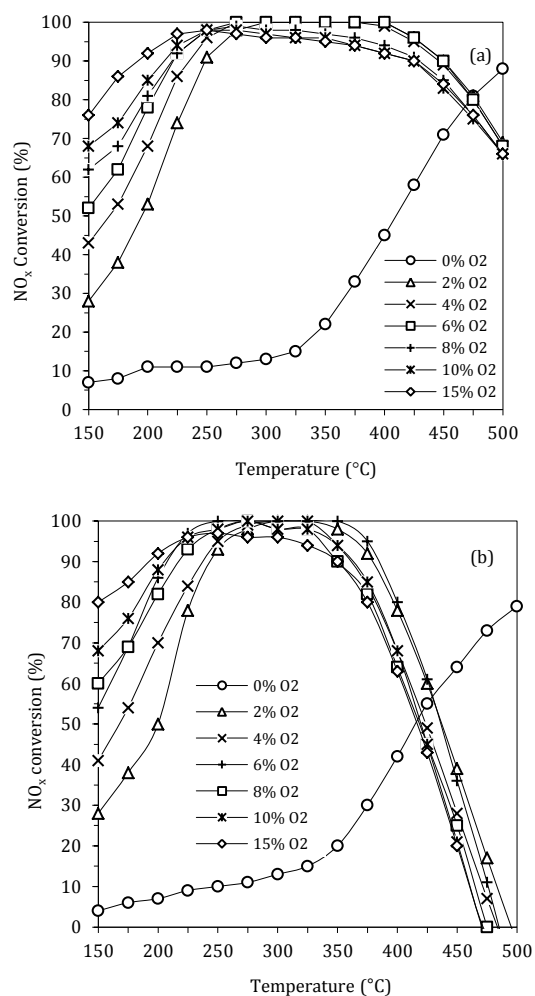 100
90
80
70
60
50
40
30
20
10
0
NOx Conversion (%)
(a)
0% O2
2% O2
4% O2
6% O2
8% O2
10% O2
15% O2
150 200 250 300 350 400 450 500
Temperature (°C)
100
90
80
70
60
50
40
30
20
10
0
NOx conversion (%)
(b)
0% O2
2% O2
4% O2
6% O2
8% O2
10% O2
15% O2
150 200 250 300 350 400 450 500
Temperature (°C)